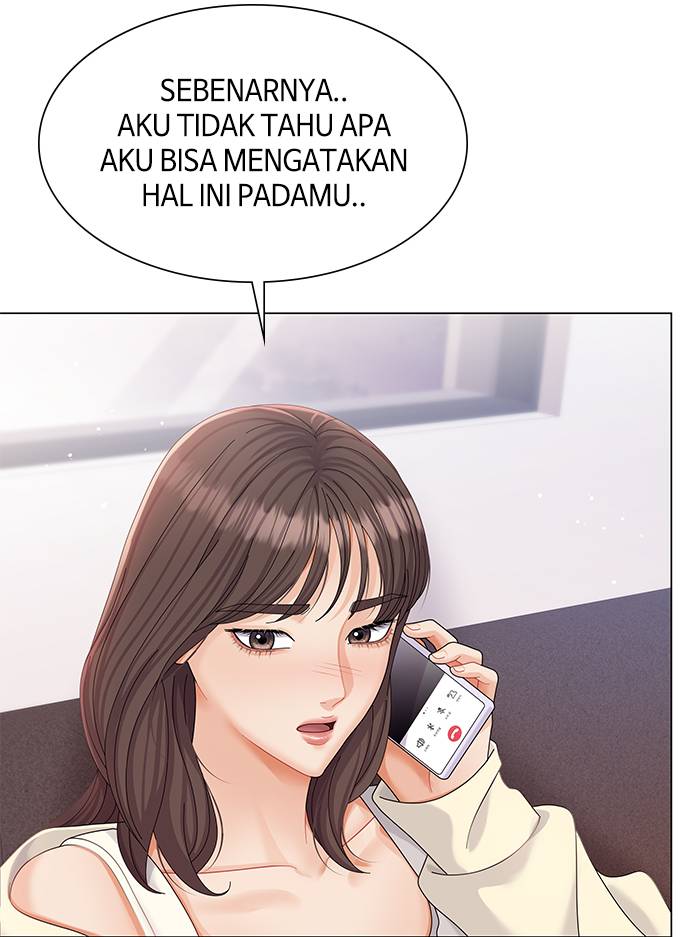 SEBENARNYA..
AKU TIDAK TAHU APA
AKU BISA MENGATAKAN
HAL INI PADAMU..